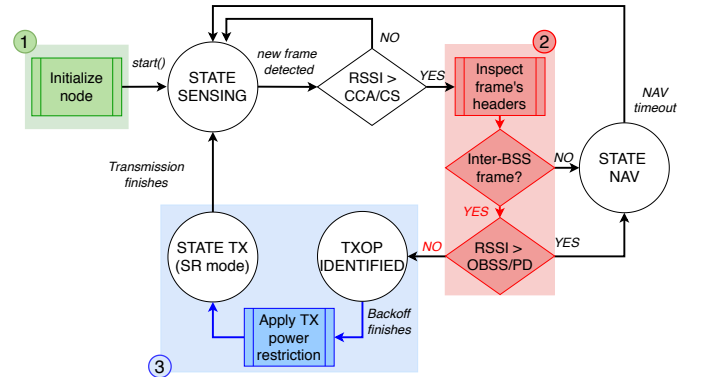 1
Initialize
node
start()
STATE
SENSING
new frame
detected
NO
RSSI >
CCA/CS
YES
2
Inspect
frame's
headers
NAV
timeout
Inter-BSS
frame?
NO
STATE
NAV
YES
RSSI >
OBSS/PD
YES
NO
Transmission
finishes
STATE TX
(SR mode)
TXOP
IDENTIFIED
Backoff
finishes
Apply TX
power
restriction
3